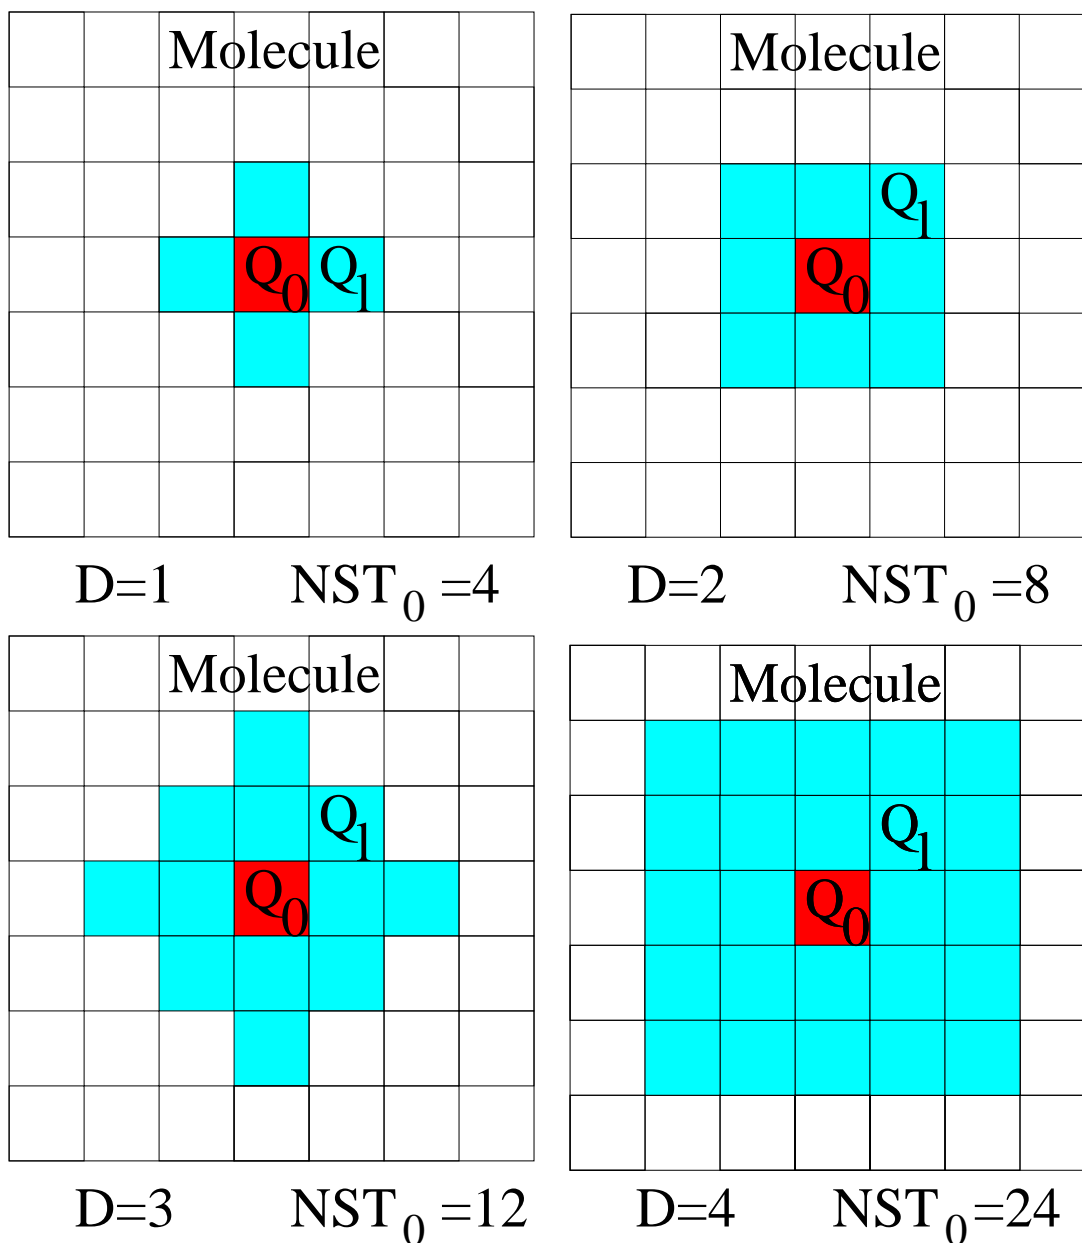 Molecule
Q0 Q1
D=1 NST0 =4
Molecule
Q1
Q0
D=2 NST0 =8
Molecule
Q1
Q0
D=3 NST0 =12
Molecule
Q1
Q0
D=4 NST0=24